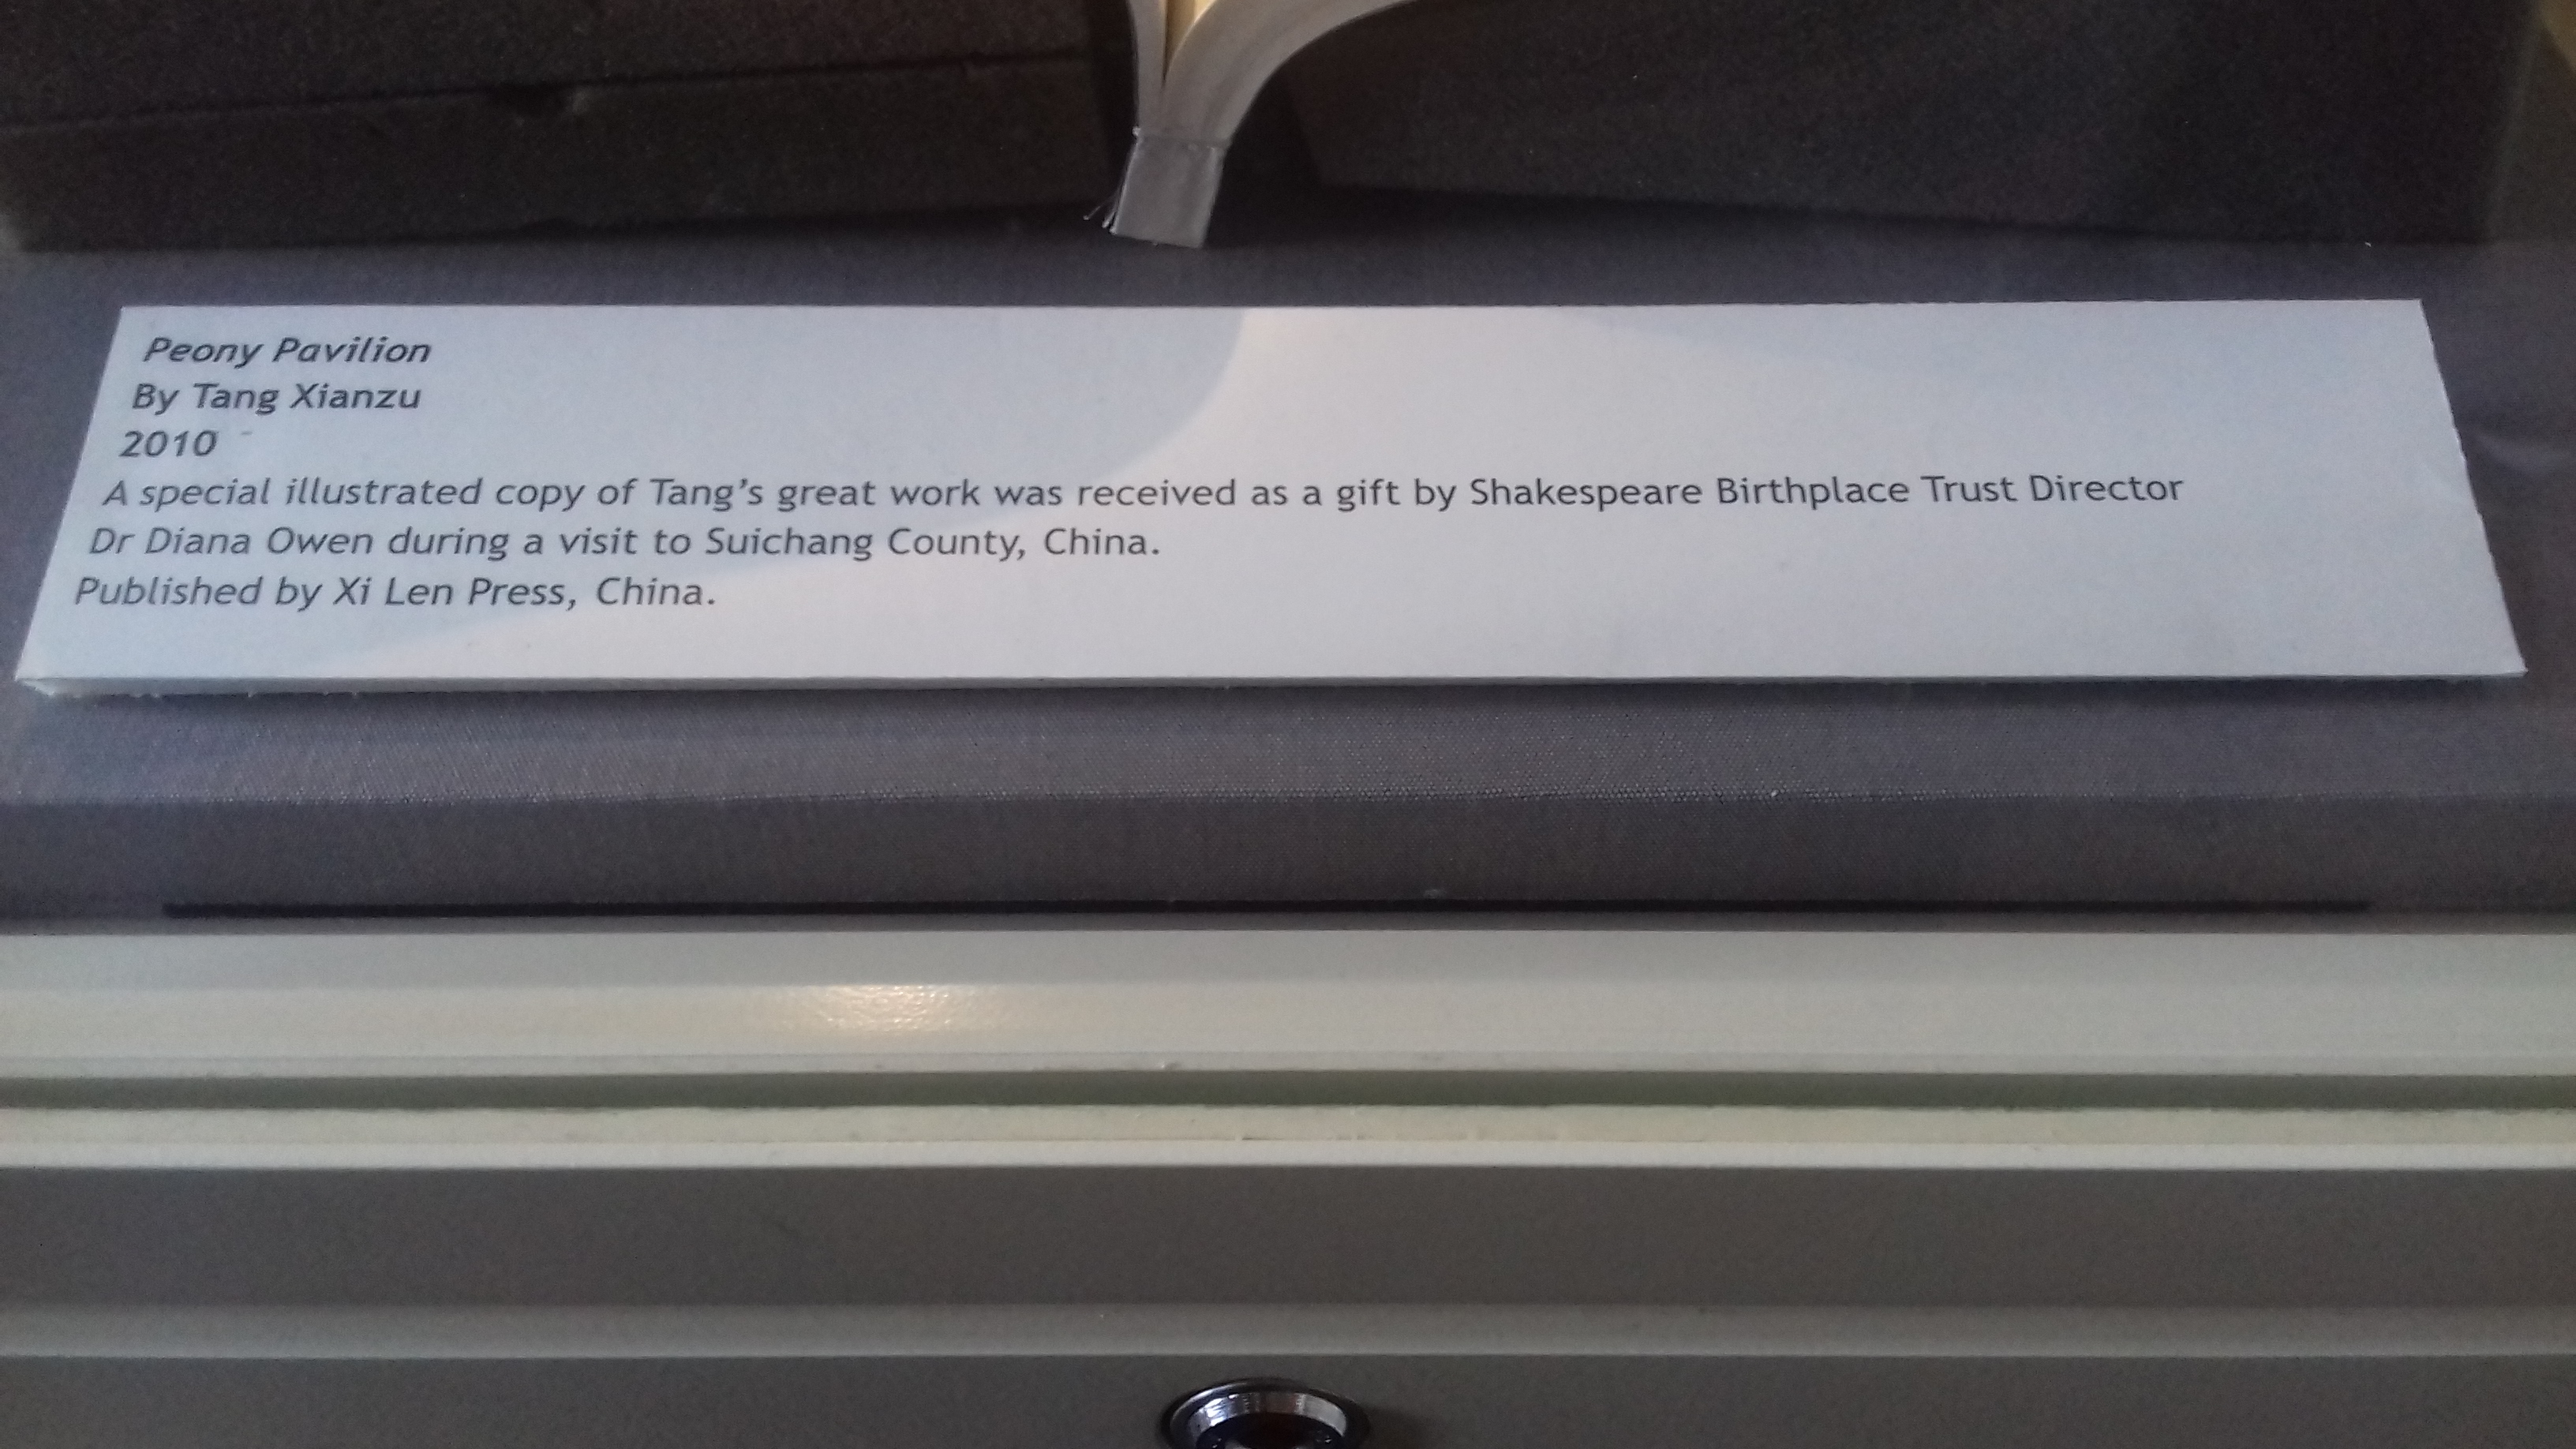 Peony Pavilion
By Tang Xianzu
2010
A special illustrated copy of Tang's great work was received as a gift by Shakespeare Birthplace Trust Director
Dr Diana Owen during a visit to Suichang County, China.
Published by Xi Len Press, China.